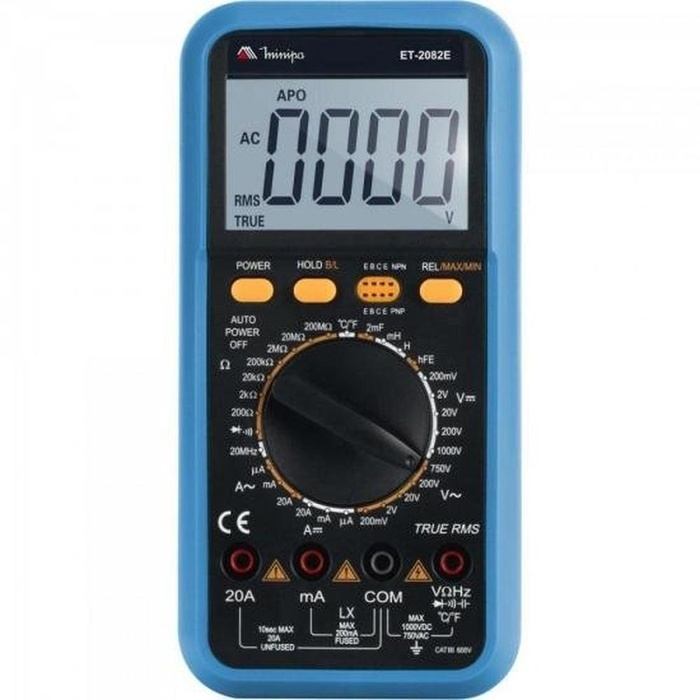 Minipa ET-2082E
APO
AC 0000
RMS
TRUE V
POWER HOLD B/L EBCE NPN REL/MAX/MIN
EBCE PNP
AUTO
POWER
OFF
200MΩ °C/°F 2mF
20MΩ mH
2MΩ H
200kΩ hFE
Ω
20kΩ 200mV
2kΩ 2V V⎓
200Ω 20V
200V
20MHz 1000V
µA 750V
A~ mA 200V V~
20A 20V
20A mA µA 200mV 2V
A⎓
CE TRUE RMS
20A mA COM VΩHz
°C/°F
LX
10sec MAX
20A
UNFUSED
MAX
200mA
FUSED
MAX
1000VDC
750VAC
CATIII 600V